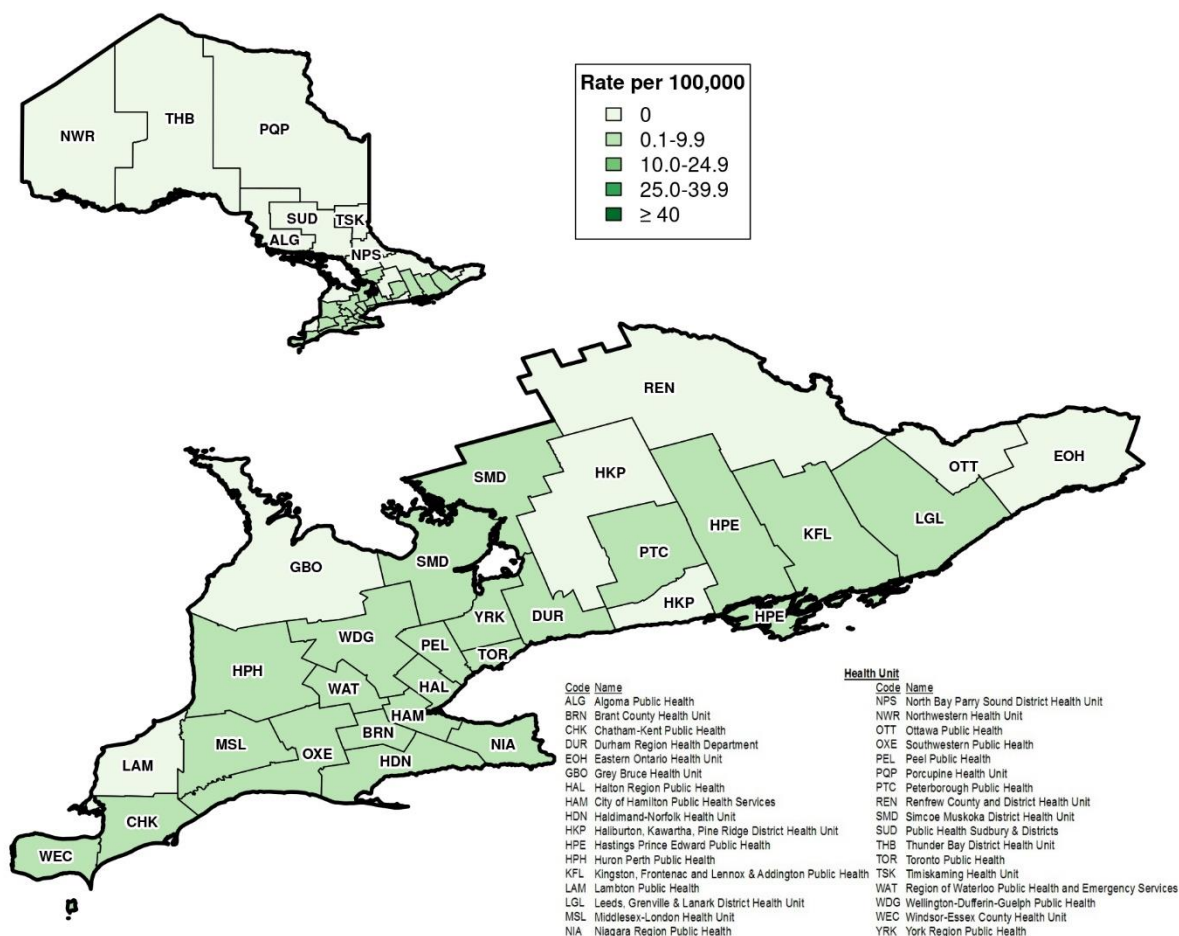 Rate per 100,000
0
0.1-9.9
10.0-24.9
25.0-39.9
≥ 40
NWR
THB
PQP
SUD
TSK
ALG
NPS
REN
OTT
EOH
SMD
HKP
HPE
KFL
LGL
PTC
SMD
GBO
HKP
HPE
YRK
DUR
WDG
PEL
TOR
HPH
WAT
HAL
HAM
BRN
MSL
OXE
NIA
HDN
LAM
CHK
WEC
Health Unit
Code Name
ALG Algoma Public Health
BRN Brant County Health Unit
CHK Chatham-Kent Public Health
DUR Durham Region Health Department
EOH Eastern Ontario Health Unit
GBO Grey Bruce Health Unit
HAL Halton Region Public Health
HAM City of Hamilton Public Health Services
HDN Haldimand-Norfolk Health Unit
HKP Haliburton, Kawartha, Pine Ridge District Health Unit
HPE Hastings Prince Edward Public Health
HPH Huron Perth Public Health
KFL Kingston, Frontenac and Lennox & Addington Public Health
LAM Lambton Public Health
LGL Leeds, Grenville & Lanark District Health Unit
MSL Middlesex-London Health Unit
NIA Niagara Region Public Health
Code Name
NPS North Bay Parry Sound District Health Unit
NWR Northwestern Health Unit
OTT Ottawa Public Health
OXE Southwestern Public Health
PEL Peel Public Health
PQP Porcupine Health Unit
PTC Peterborough Public Health
REN Renfrew County and District Health Unit
SMD Simcoe Muskoka District Health Unit
SUD Public Health Sudbury & Districts
THB Thunder Bay District Health Unit
TOR Toronto Public Health
TSK Timiskaming Health Unit
WAT Region of Waterloo Public Health and Emergency Services
WDG Wellington-Dufferin-Guelph Public Health
WEC Windsor-Essex County Health Unit
YRK York Region Public Health